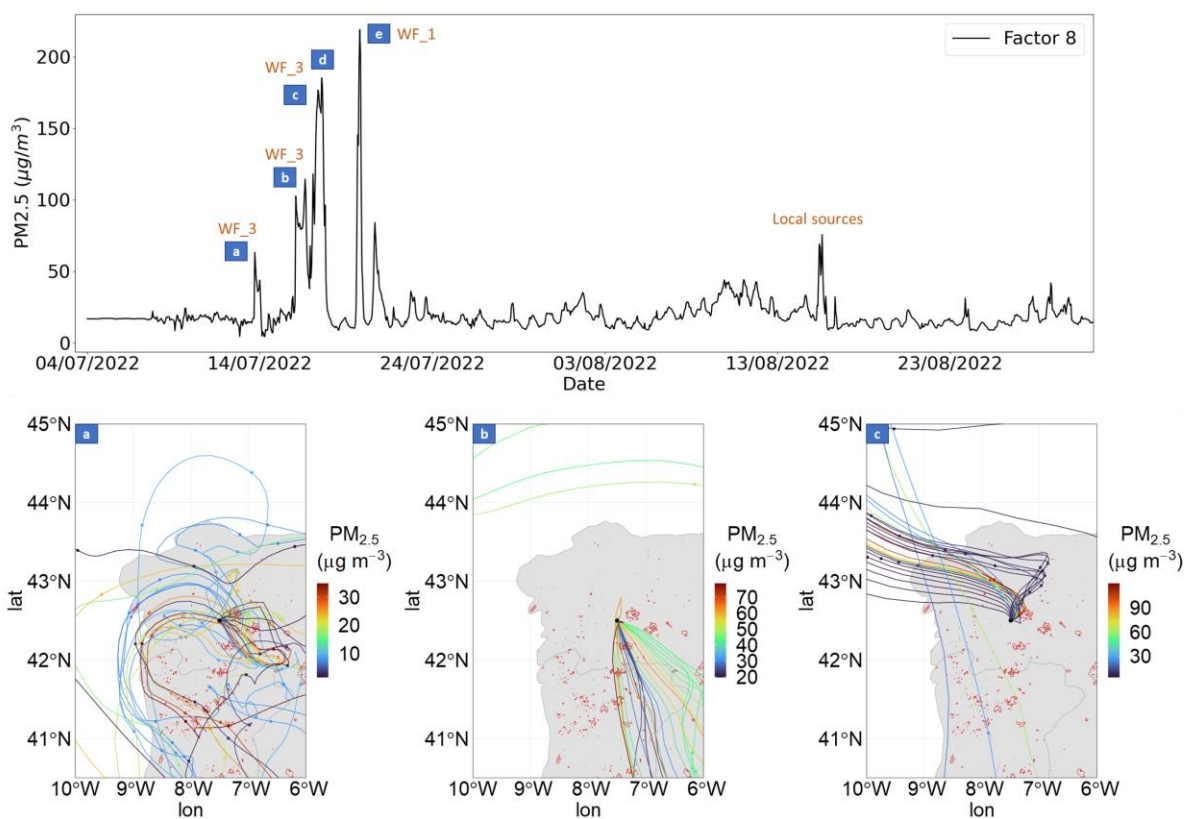 e WF_1
Factor 8
d
WF_3
c
WF_3
b
WF_3
a
Local sources
PM2.5 (μg/m³)
200
150
100
50
0
04/07/2022 14/07/2022 24/07/2022 03/08/2022 13/08/2022 23/08/2022
Date
a
45°N
44°N
43°N
42°N
41°N
lat
10°W 9°W 8°W 7°W 6°W
lon
PM₂.₅
(μg m⁻³)
30
20
10
b
45°N
44°N
43°N
42°N
41°N
lat
10°W 9°W 8°W 7°W 6°W
lon
PM₂.₅
(μg m⁻³)
70
60
50
40
30
20
c
45°N
44°N
43°N
42°N
41°N
lat
10°W 9°W 8°W 7°W 6°W
lon
PM₂.₅
(μg m⁻³)
90
60
30